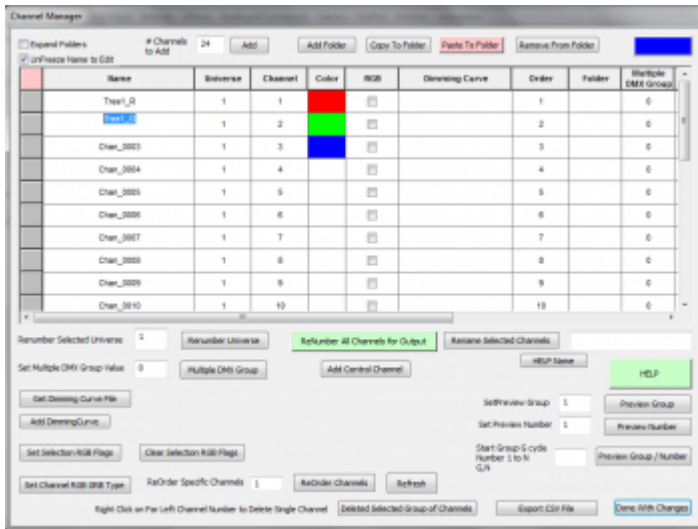 Channel Manager
Expand Folders
# Channels to Add
24
Add
Add Folder
Copy To Folder
Paste To Folder
Remove From Folder
UnFreeze Name to Edit
Name Universe Channel Color RGB Dimming Curve Order Folder Multiple DMX Group
Tree1_R 1 1 1 0
Tree1_G 1 2 2 0
Chan_0003 1 3 3 0
Chan_0004 1 4 4 0
Chan_0005 1 5 5 0
Chan_0006 1 6 6 0
Chan_0007 1 7 7 0
Chan_0008 1 8 8 0
Chan_0009 1 9 9 0
Chan_0010 1 10 10 0
Renumber Selected Universe 1 Renumber Universe ReNumber All Channels for Output Rename Selected Channels
HELP Name
Set Multiple DMX Group Value 0 Multiple DMX Group Add Control Channel HELP
Get Dimming Curve File
SetPreview Group 1 Preview Group
Add DimmingCurve
Set Preview Number 1 Preview Number
Set Selection RGB Flags Clear Selection RGB Flags
Start Group G cycle
Number 1 to N
G,N
Preview Group / Number
Set Channel RGB GRB Type ReOrder Specific Channels 1 ReOrder Channels Refresh
Right Click on Far Left Channel Number to Delete Single Channel Deleted Selected Group of Channels Export CSV File Done With Changes